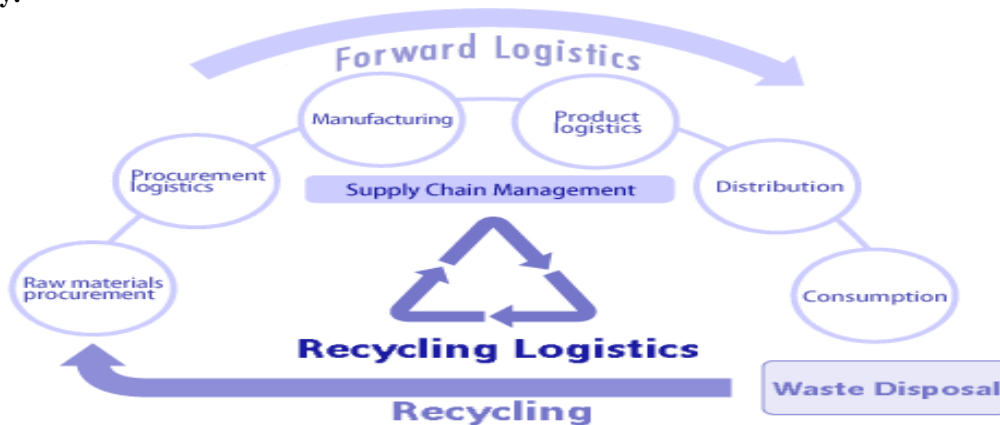 y.
Forward Logistics
Manufacturing
Product
logistics
Procurement
logistics
Supply Chain Management
Distribution
Raw materials
procurement
Consumption
Recycling Logistics
Waste Disposal
Recycling